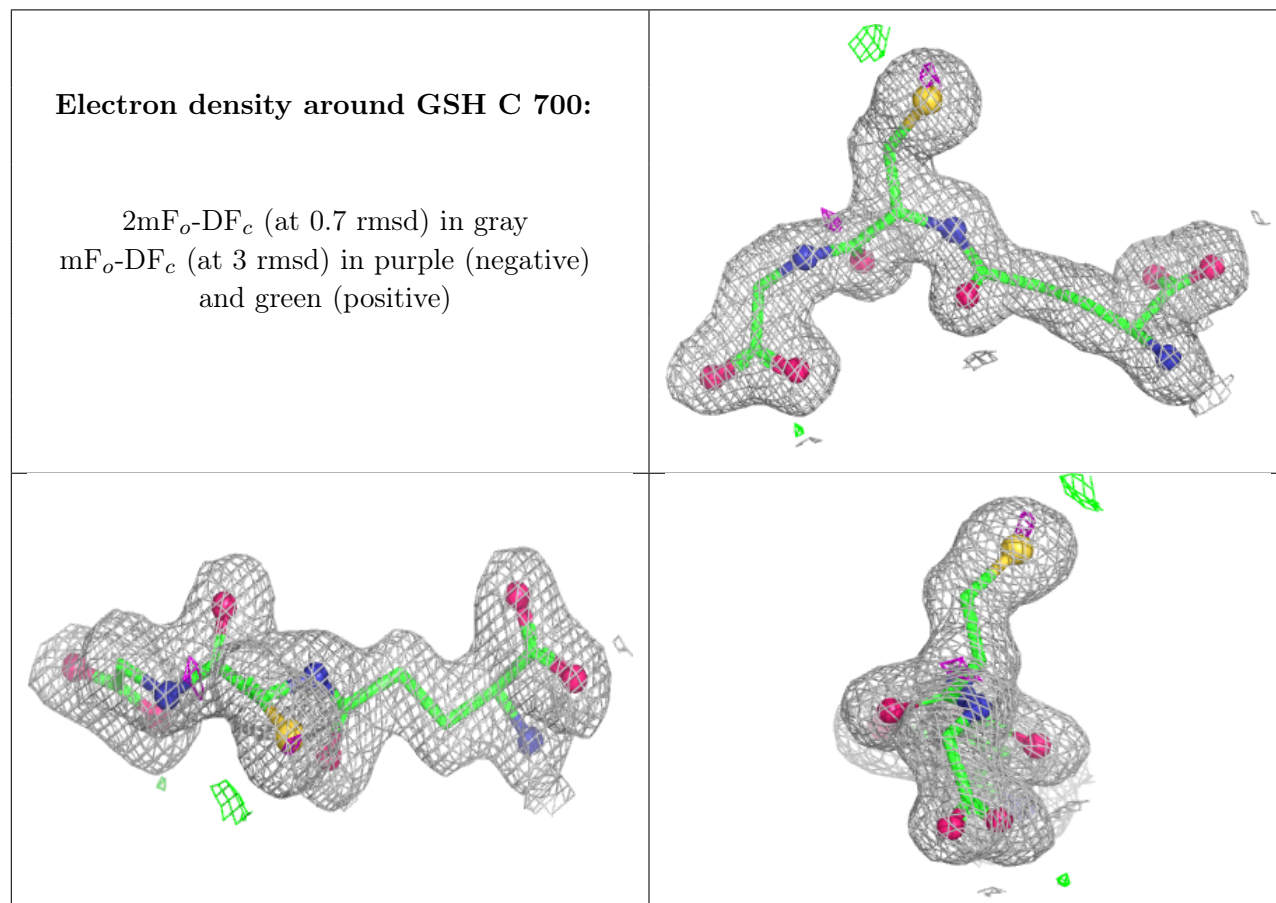 Electron density around GSH C 700:
2mFo-DFc (at 0.7 rmsd) in gray
mFo-DFc (at 3 rmsd) in purple (negative)
and green (positive)